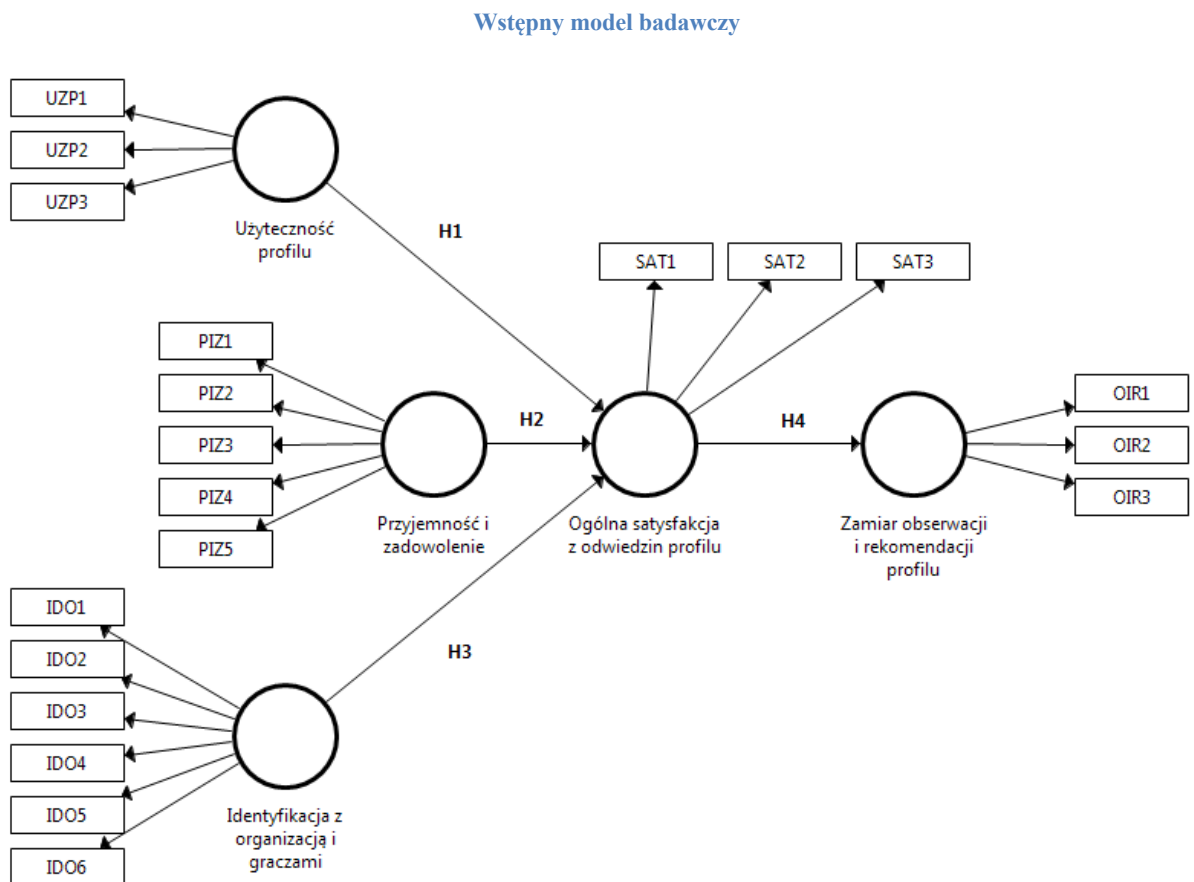 Wstępny model badawczy
UZP1
UZP2
UZP3
Użyteczność
profilu
H1
SAT1
SAT2
SAT3
PIZ1
PIZ2
PIZ3
PIZ4
PIZ5
Przyjemność i
zadowolenie
H2
Ogólna satysfakcja
z odwiedzin profilu
H4
Zamiar obserwacji
i rekomendacji
profilu
OIR1
OIR2
OIR3
H3
IDO1
IDO2
IDO3
IDO4
IDO5
IDO6
Identyfikacja z
organizacją i
graczami